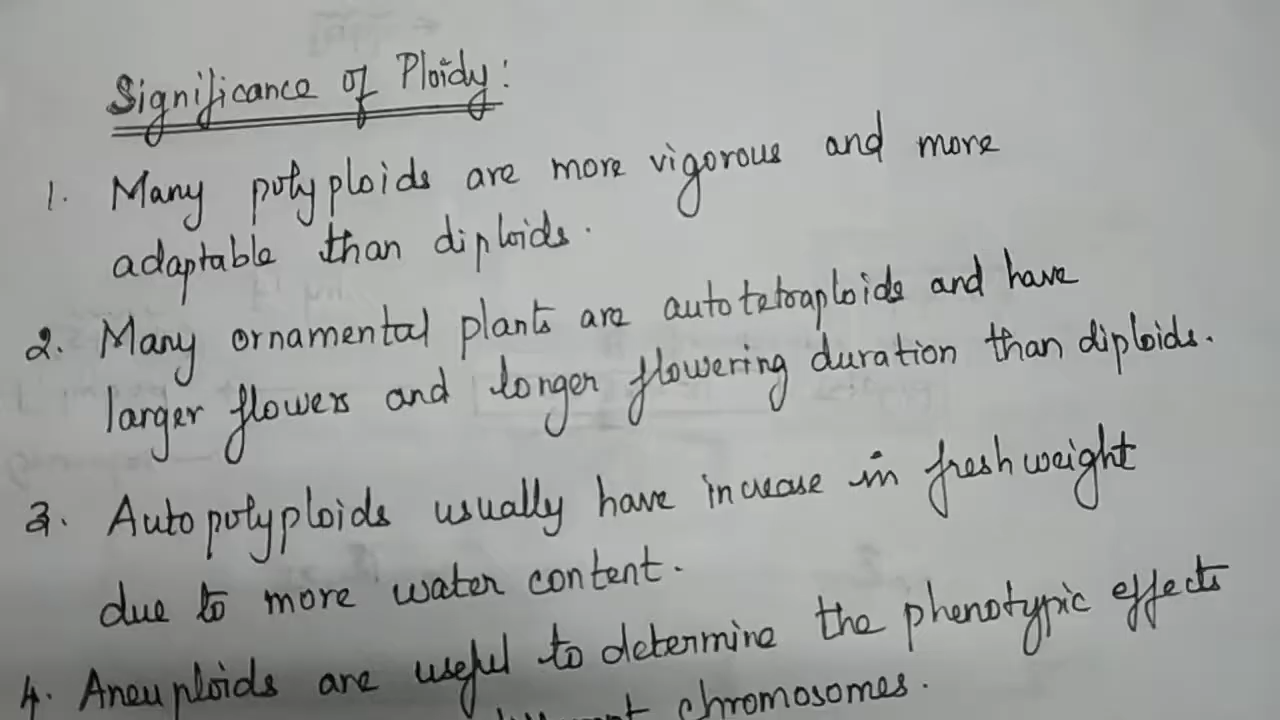 Significance of Ploidy:
1. Many polyploids are more vigorous and more
adaptable than diploids.
2. Many ornamental plants are autotetraploids and have
larger flowers and longer flowering duration than diploids.
3. Autopolyploids usually have increase in fresh weight
due to more water content.
4. Aneuploids are useful to determine the phenotypic effects
chromosomes.